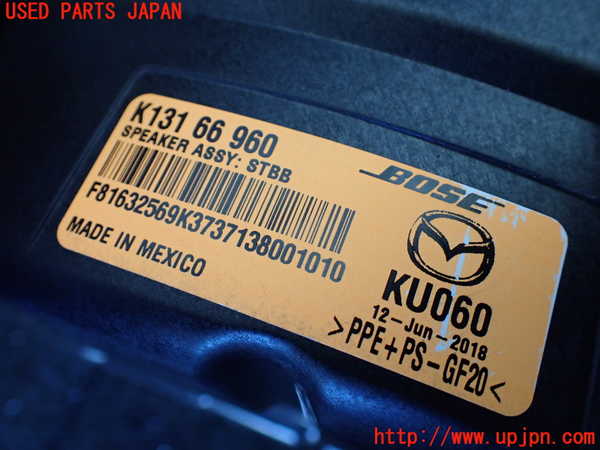 USED PARTS JAPAN
K131 66 960
SPEAKER ASSY: STBB
F81632569K3737138001010
MADE IN MEXICO
BOSE
KU060
12-Jun-2018
>PPE+PS-GF20<
http://www.upjpn.com